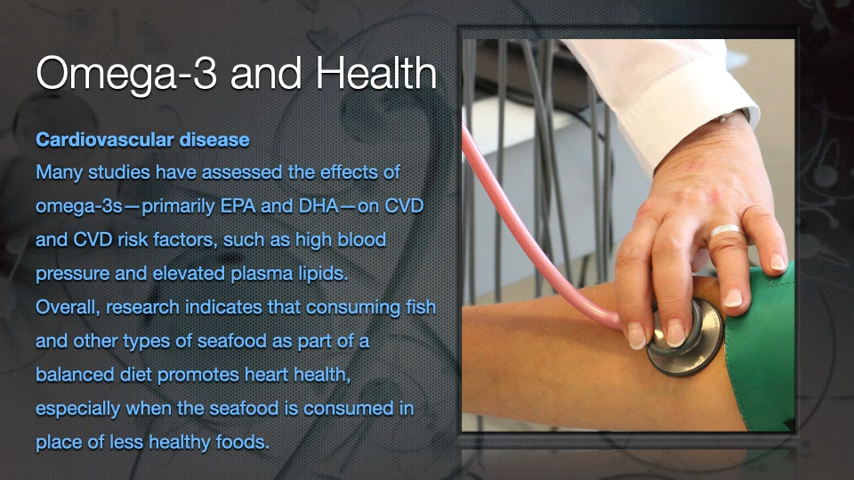 Omega-3 and Health
Cardiovascular disease
Many studies have assessed the effects of
omega-3s—primarily EPA and DHA—on CVD
and CVD risk factors, such as high blood
pressure and elevated plasma lipids.
Overall, research indicates that consuming fish
and other types of seafood as part of a
balanced diet promotes heart health,
especially when the seafood is consumed in
place of less healthy foods.